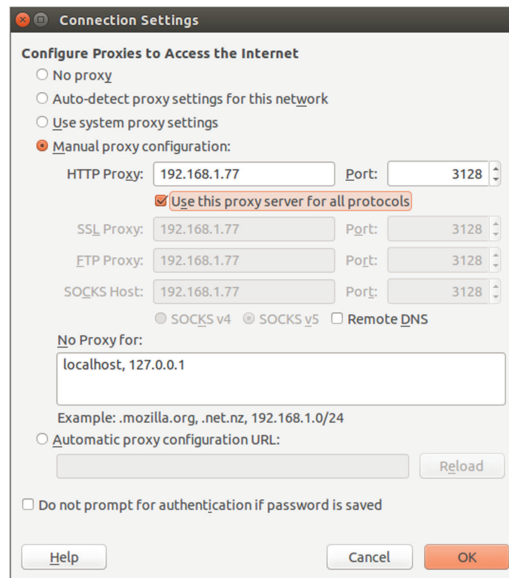 Connection Settings
Configure Proxies to Access the Internet
No proxy
Auto-detect proxy settings for this network
Use system proxy settings
Manual proxy configuration:
HTTP Proxy: 192.168.1.77 Port: 3128
Use this proxy server for all protocols
SSL Proxy: 192.168.1.77 Port: 3128
FTP Proxy: 192.168.1.77 Port: 3128
SOCKS Host: 192.168.1.77 Port: 3128
SOCKS v4 SOCKS v5 Remote DNS
No Proxy for:
localhost, 127.0.0.1
Example: .mozilla.org, .net.nz, 192.168.1.0/24
Automatic proxy configuration URL:
Reload
Do not prompt for authentication if password is saved
Help Cancel OK